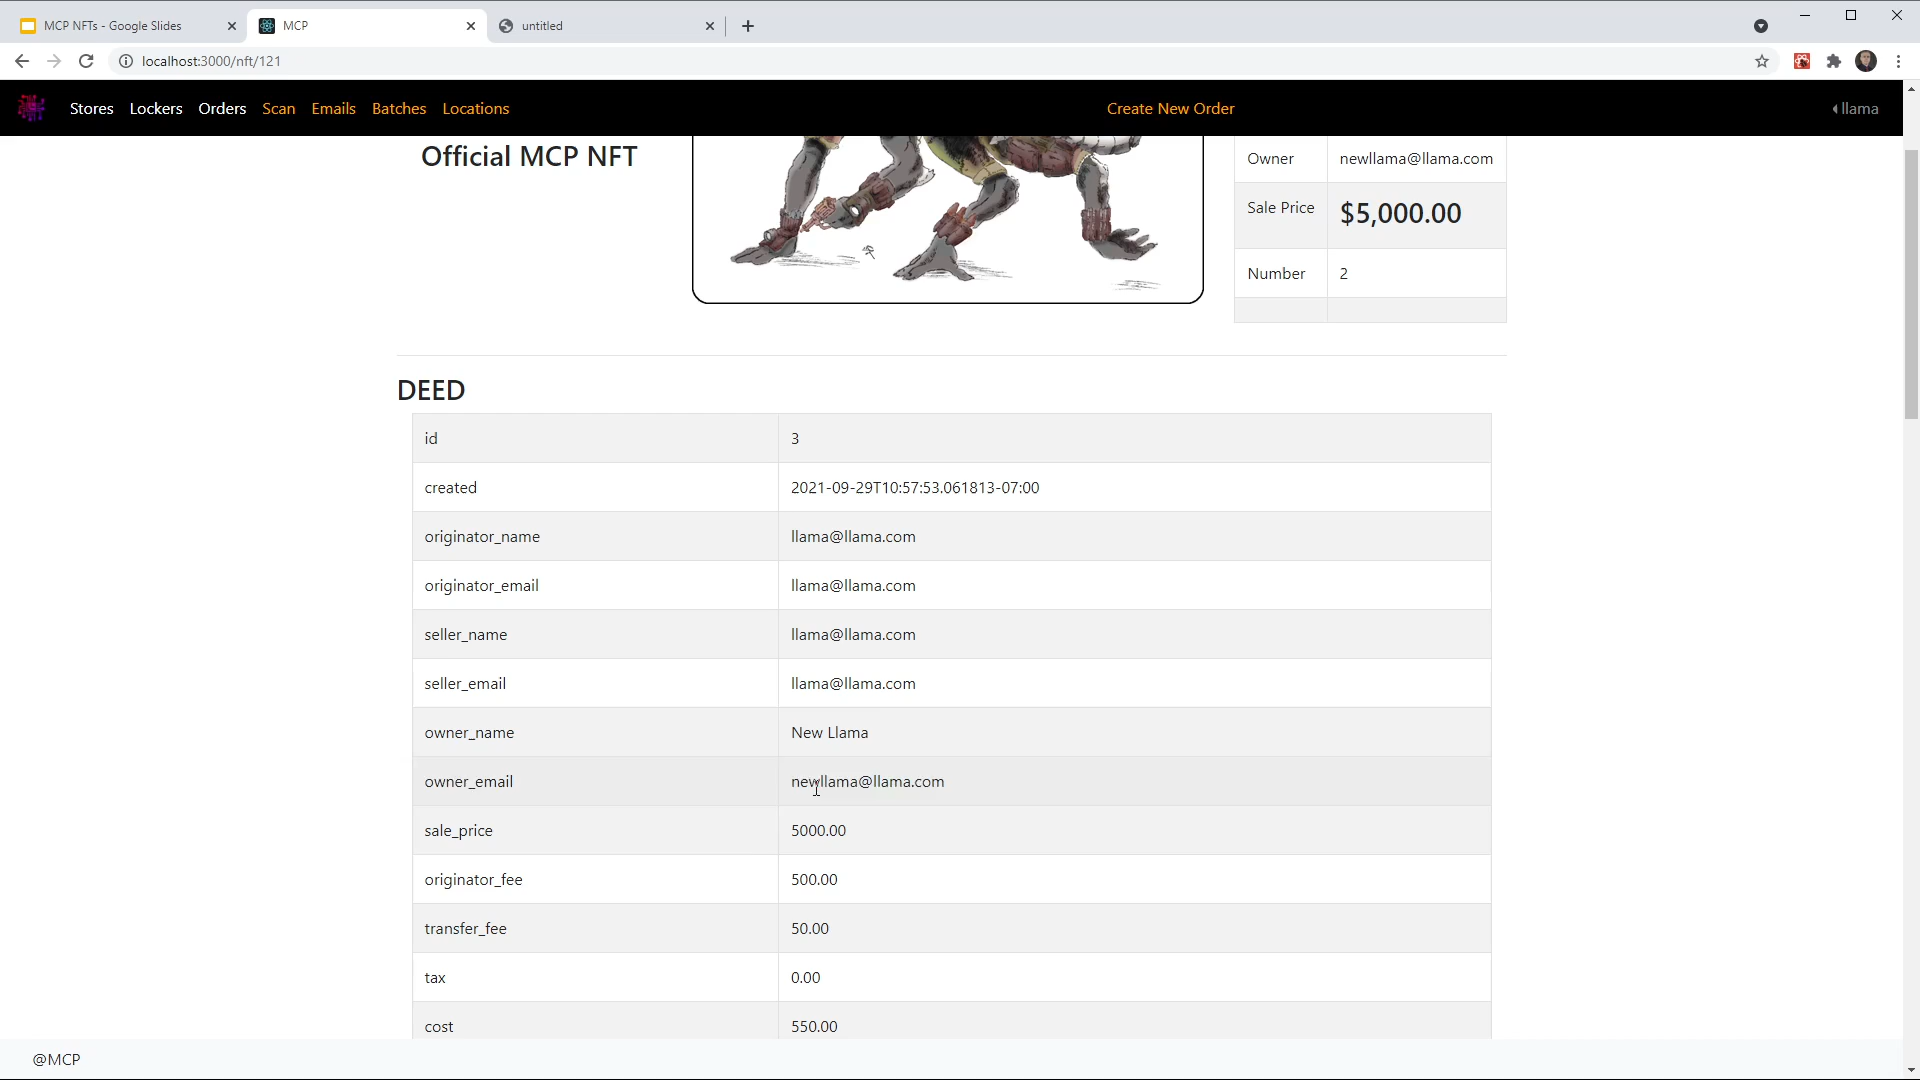 MCP NFTs - Google Slides
MCP
untitled
localhost:3000/nft/121
Stores Lockers Orders Scan Emails Batches Locations Create New Order llama
Official MCP NFT
Owner newllama@llama.com
Sale Price $5,000.00
Number 2
DEED
id 3
created 2021-09-29T10:57:53.061813-07:00
originator_name llama@llama.com
originator_email llama@llama.com
seller_name llama@llama.com
seller_email llama@llama.com
owner_name New Llama
owner_email newllama@llama.com
sale_price 5000.00
originator_fee 500.00
transfer_fee 50.00
tax 0.00
cost 550.00
@MCP